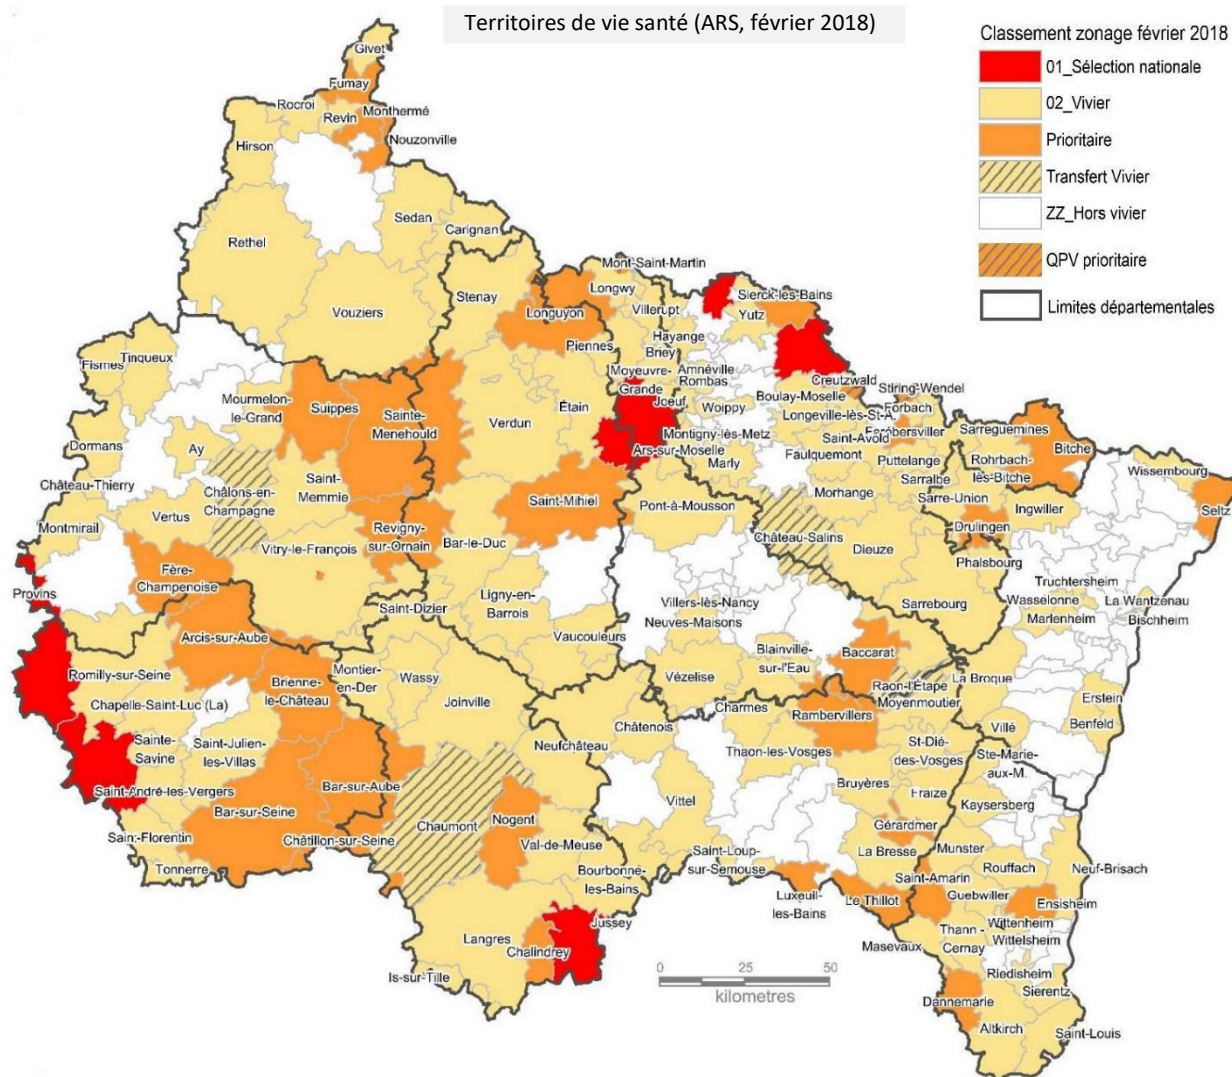 Territoires de vie santé (ARS, février 2018)
Classement zonage février 2018
01_Sélection nationale
02_Vivier
Prioritaire
Transfert Vivier
ZZ_Hors vivier
QPV prioritaire
Limites départementales
Givet
Fumay
Rocroi
Monthermé
Revin
Nouzonville
Hirson
Sedan
Carignan
Rethel
Mont-Saint-Martin
Stenay
Longwy
Sierck-lès-Bains
Vouziers
Longuyon
Villerupt
Yutz
Piennes
Hayange
Briey
Tinqueux
Fismes
Moyeuvre-
Grande
Amnéville
Rombas
Creutzwald
Stiring-Wendel
Mourmelon-
le-Grand
Suippes
Sainte-
Menehould
Étain
Joeuf
Boulay-Moselle
Forbach
Verdun
Woippy
Longeville-lès-St-A.
Farébersviller
Dormans
Ay
Montigny-lès-Metz
Saint-Avold
Sarreguemines
Bitche
Ars-sur-Moselle
Faulquemont
Puttelange
Rohrbach-
lès-Bitche
Wissembourg
Château-Thierry
Châlons-en-
Champagne
Saint-
Memmie
Marly
Sarralbe
Saint-Mihiel
Morhange
Sarre-Union
Ingwiller
Seltz
Montmirail
Vertus
Pont-à-Mousson
Revigny-
sur-Ornain
Drulingen
Vitry-le-François
Bar-le-Duc
Château-Salins
Dieuze
Phalsbourg
Fère-
Champenoise
Truchtersheim
Provins
Ligny-en-
Barrois
Saint-Dizier
Villers-lès-Nancy
Neuves-Maisons
Sarrebourg
Wasselonne
Marlenheim
La Wantzenau
Bischheim
Arcis-sur-Aube
Vaucouleurs
Blainville-
sur-l'Eau
Baccarat
Romilly-sur-Seine
Montier-
en-Der
Wassy
Vézelise
Raon-l'Étape
Moyenmoutier
La Broque
Brienne-
le-Château
Joinville
Erstein
Chapelle-Saint-Luc (La)
Charmes
Rambervillers
Benfeld
Châtenois
Villé
Sainte-
Savine
Saint-Julien-
les-Villas
Neufchâteau
Thaon-les-Vosges
St-Dié-
des-Vosges
Ste-Marie-
aux-M.
Saint-André-les-Vergers
Bar-sur-Aube
Bruyères
Fraize
Bar-sur-Seine
Vittel
Kaysersberg
Chaumont
Nogent
Gérardmer
Saint-Florentin
Châtillon-sur-Seine
Val-de-Meuse
La Bresse
Munster
Saint-Loup-
sur-Semouse
Rouffach
Neuf-Brisach
Tonnerre
Bourbonne-
les-Bains
Saint-Amarin
Luxeuil-
les-Bains
Le Thillot
Guebwiller
Ensisheim
Jussey
Wittenheim
Langres
Chalindrey
Thann -
Cernay
Wittelsheim
Masevaux
Is-sur-Tille
Riedisheim
Sierentz
Dannemarie
Altkirch
Saint-Louis
0 25 50
kilometres